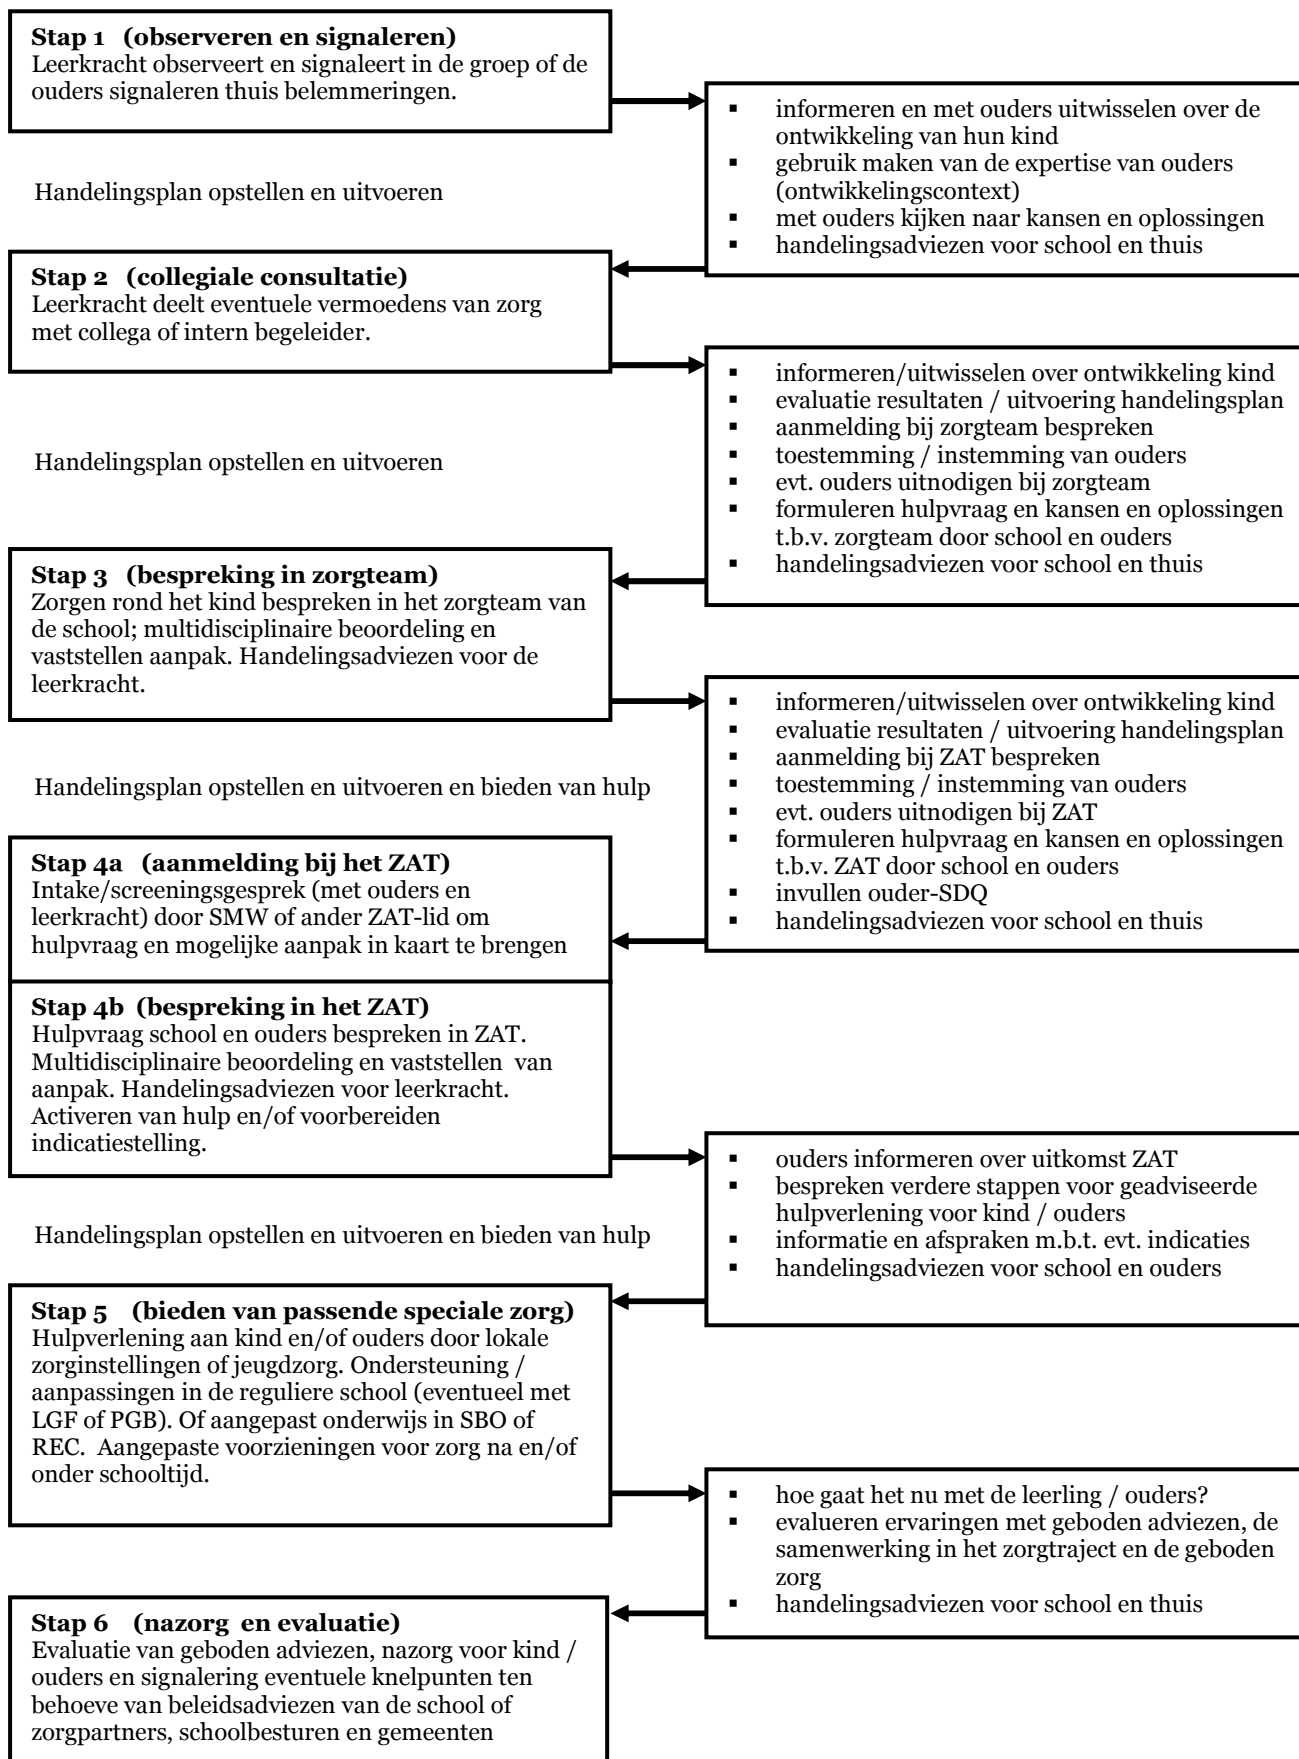 Stap 1   (observeren en signaleren)
Leerkracht observeert en signaleert in de groep of de
ouders signaleren thuis belemmeringen.
▪ informeren en met ouders uitwisselen over de
ontwikkeling van hun kind
▪ gebruik maken van de expertise van ouders
(ontwikkelingscontext)
▪ met ouders kijken naar kansen en oplossingen
▪ handelingsadviezen voor school en thuis
Handelingsplan opstellen en uitvoeren
Stap 2   (collegiale consultatie)
Leerkracht deelt eventuele vermoedens van zorg
met collega of intern begeleider.
▪ informeren/uitwisselen over ontwikkeling kind
▪ evaluatie resultaten / uitvoering handelingsplan
▪ aanmelding bij zorgteam bespreken
▪ toestemming / instemming van ouders
▪ evt. ouders uitnodigen bij zorgteam
▪ formuleren hulpvraag en kansen en oplossingen
t.b.v. zorgteam door school en ouders
▪ handelingsadviezen voor school en thuis
Handelingsplan opstellen en uitvoeren
Stap 3   (bespreking in zorgteam)
Zorgen rond het kind bespreken in het zorgteam van
de school; multidisciplinaire beoordeling en
vaststellen aanpak. Handelingsadviezen voor de
leerkracht.
▪ informeren/uitwisselen over ontwikkeling kind
▪ evaluatie resultaten / uitvoering handelingsplan
▪ aanmelding bij ZAT bespreken
▪ toestemming / instemming van ouders
▪ evt. ouders uitnodigen bij ZAT
▪ formuleren hulpvraag en kansen en oplossingen
t.b.v. ZAT door school en ouders
▪ invullen ouder-SDQ
▪ handelingsadviezen voor school en thuis
Handelingsplan opstellen en uitvoeren en bieden van hulp
Stap 4a   (aanmelding bij het ZAT)
Intake/screeningsgesprek (met ouders en
leerkracht) door SMW of ander ZAT-lid om
hulpvraag en mogelijke aanpak in kaart te brengen
Stap 4b  (bespreking in het ZAT)
Hulpvraag school en ouders bespreken in ZAT.
Multidisciplinaire beoordeling en vaststellen  van
aanpak. Handelingsadviezen voor leerkracht.
Activeren van hulp en/of voorbereiden
indicatiestelling.
▪ ouders informeren over uitkomst ZAT
▪ bespreken verdere stappen voor geadviseerde
hulpverlening voor kind / ouders
▪ informatie en afspraken m.b.t. evt. indicaties
▪ handelingsadviezen voor school en ouders
Handelingsplan opstellen en uitvoeren en bieden van hulp
Stap 5    (bieden van passende speciale zorg)
Hulpverlening aan kind en/of ouders door lokale
zorginstellingen of jeugdzorg. Ondersteuning /
aanpassingen in de reguliere school (eventueel met
LGF of PGB). Of aangepast onderwijs in SBO of
REC.  Aangepaste voorzieningen voor zorg na en/of
onder schooltijd.
▪ hoe gaat het nu met de leerling / ouders?
▪ evalueren ervaringen met geboden adviezen, de
samenwerking in het zorgtraject en de geboden
zorg
▪ handelingsadviezen voor school en thuis
Stap 6    (nazorg  en evaluatie)
Evaluatie van geboden adviezen, nazorg voor kind /
ouders en signalering eventuele knelpunten ten
behoeve van beleidsadviezen van de school of
zorgpartners, schoolbesturen en gemeenten